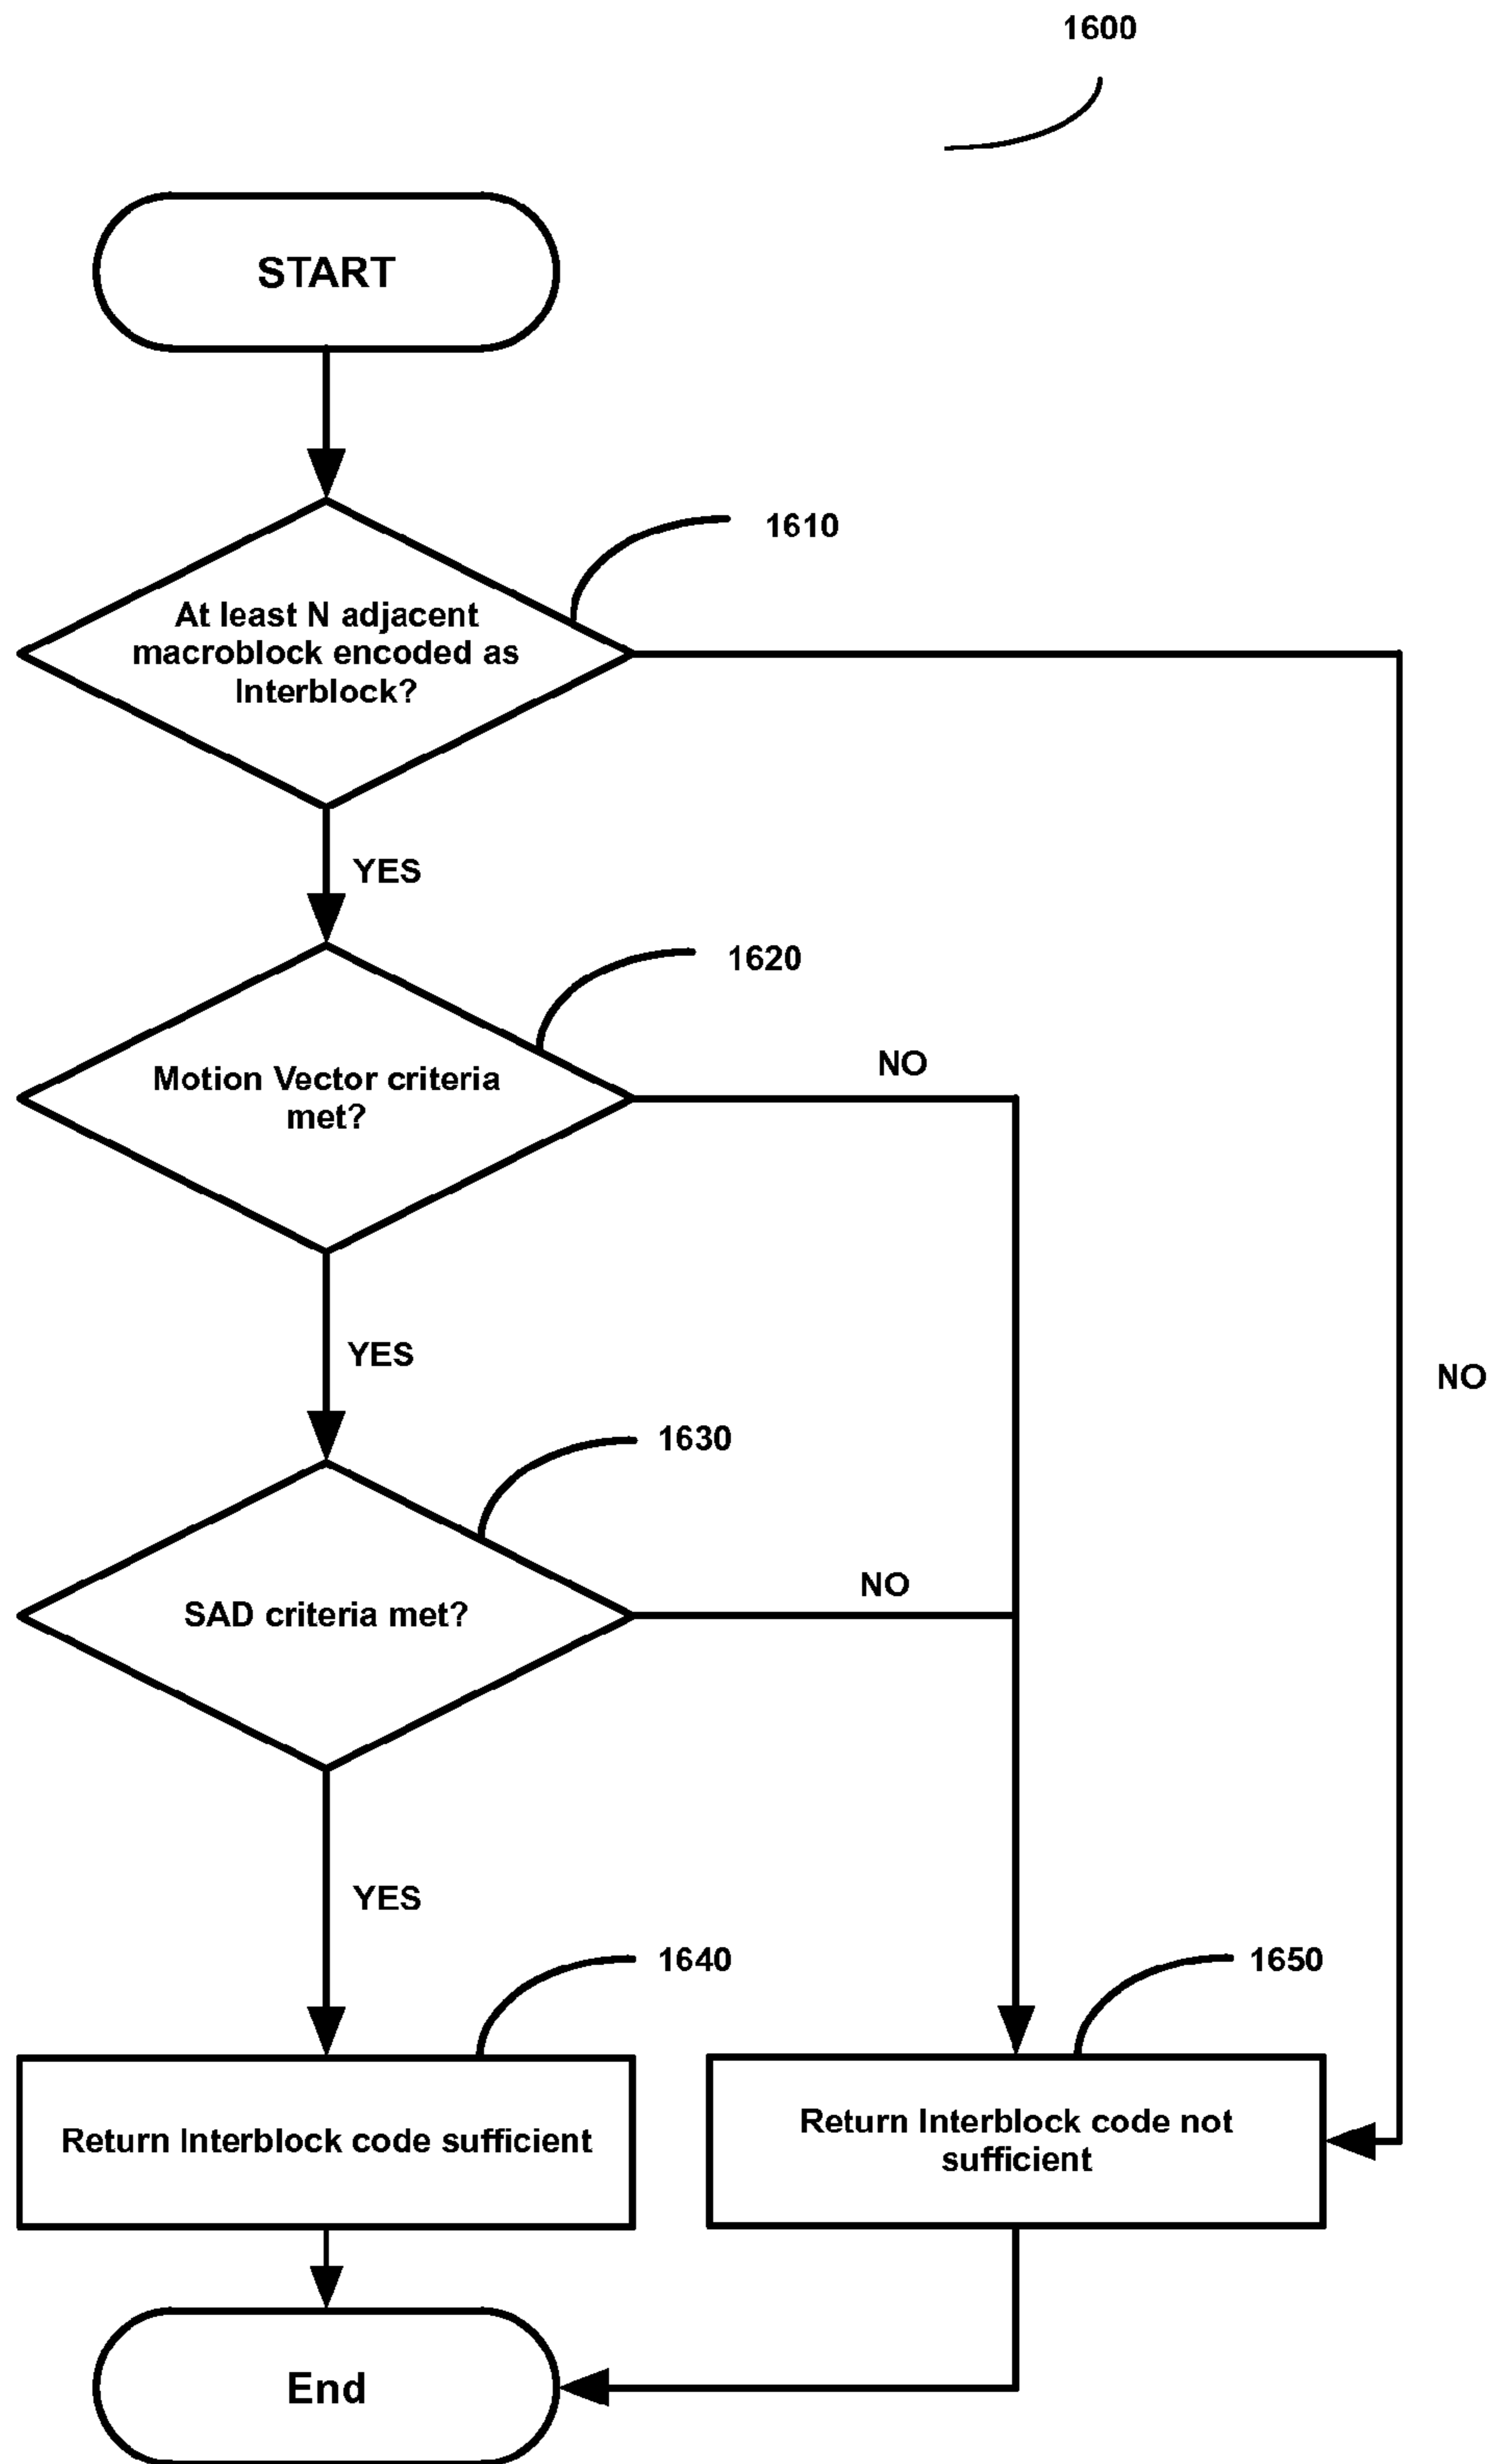 1600
START
1610
At least N adjacent
macroblock encoded as
Interblock?
YES
1620
NO
Motion Vector criteria
met?
YES
NO
1630
NO
SAD criteria met?
YES
1640
1650
Return Interblock code sufficient
Return Interblock code not
sufficient
End